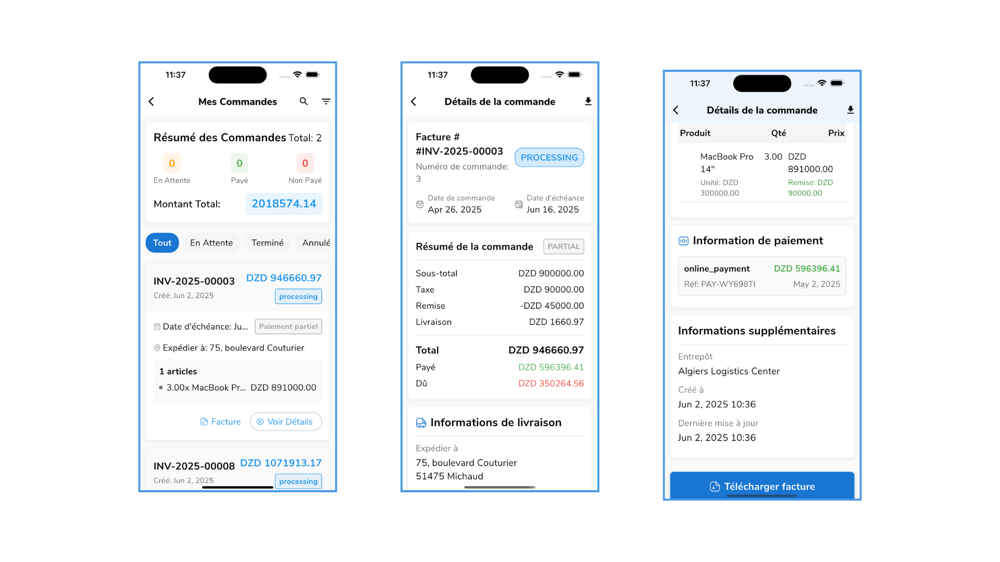 11:37
Mes Commandes
Résumé des Commandes Total: 2
0 0 0
En Attente Payé Non Payé
Montant Total: 2018574.14
Tout En Attente Terminé Annulé
INV-2025-00003 DZD 946660.97
Créé: Jun 2, 2025 processing
Date d'échéance: Ju... Paiement partiel
Expédier à: 75, boulevard Couturier
1 articles
• 3.00x MacBook Pr... DZD 891000.00
Facture Voir Détails
INV-2025-00008 DZD 1071913.17
Créé: Jun 2, 2025 processing
11:37
Détails de la commande
Facture #
#INV-2025-00003
PROCESSING
Numéro de commande:
3
Date de commande Date d'échéance
Apr 26, 2025 Jun 16, 2025
Résumé de la commande PARTIAL
Sous-total DZD 900000.00
Taxe DZD 90000.00
Remise -DZD 45000.00
Livraison DZD 1660.97
Total DZD 946660.97
Payé DZD 596396.41
Dû DZD 350264.56
Informations de livraison
Expédier à
75, boulevard Couturier
51475 Michaud
11:37
Détails de la commande
Produit Qté Prix
MacBook Pro 3.00 DZD
14" 891000.00
Unité: DZD Remise: DZD
300000.00 90000.00
Information de paiement
online_payment DZD 596396.41
Réf: PAY-WY698TI May 2, 2025
Informations supplémentaires
Entrepôt
Algiers Logistics Center
Créé à
Jun 2, 2025 10:36
Dernière mise à jour
Jun 2, 2025 10:36
Télécharger facture